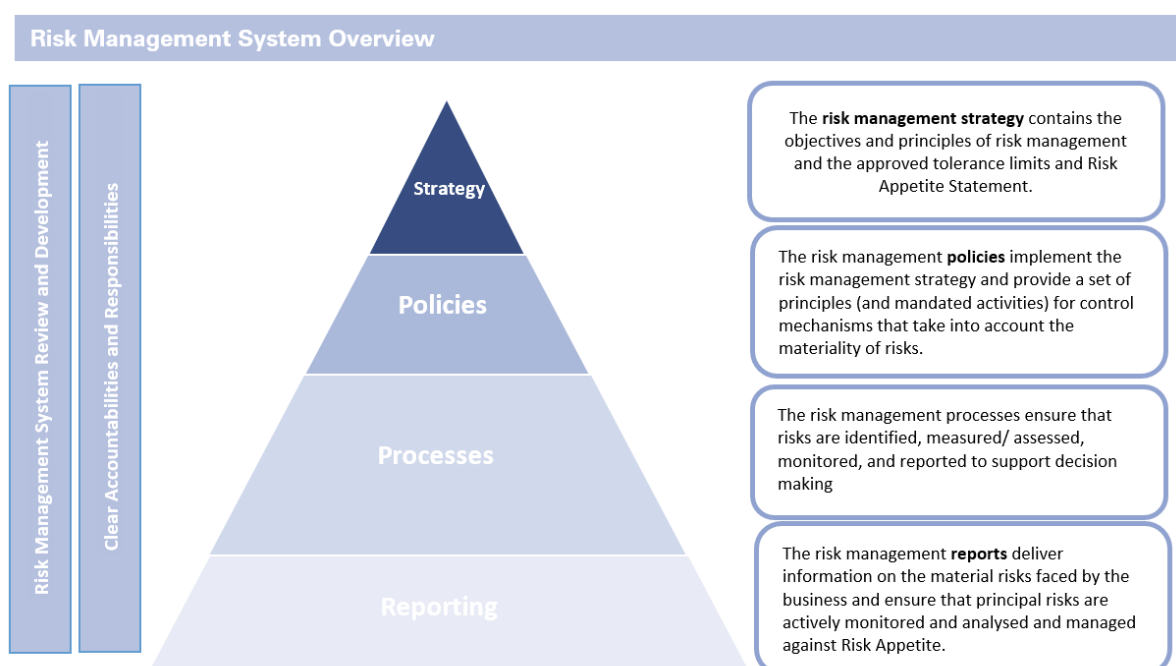 Risk Management System Overview
Risk Management System Review and Development
Clear Accountabilities and Responsibilities
Strategy
Policies
Processes
Reporting
The risk management strategy contains the
objectives and principles of risk management
and the approved tolerance limits and Risk
Appetite Statement.
The risk management policies implement the
risk management strategy and provide a set of
principles (and mandated activities) for control
mechanisms that take into account the
materiality of risks.
The risk management processes ensure that
risks are identified, measured/ assessed,
monitored, and reported to support decision
making
The risk management reports deliver
information on the material risks faced by the
business and ensure that principal risks are
actively monitored and analysed and managed
against Risk Appetite.